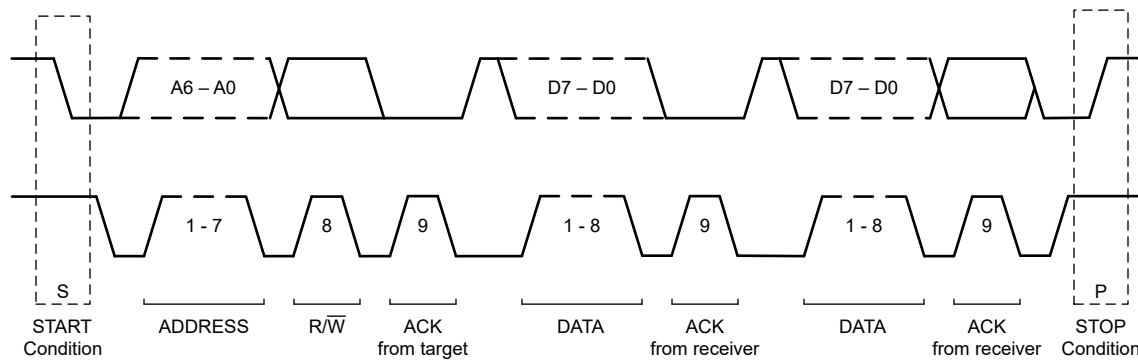 A6 – A0
D7 – D0
D7 – D0
1 - 7
8
9
1 - 8
9
1 - 8
9
S
P
START
Condition
ADDRESS
R/W̅
ACK
from target
DATA
ACK
from receiver
DATA
ACK
from receiver
STOP
Condition